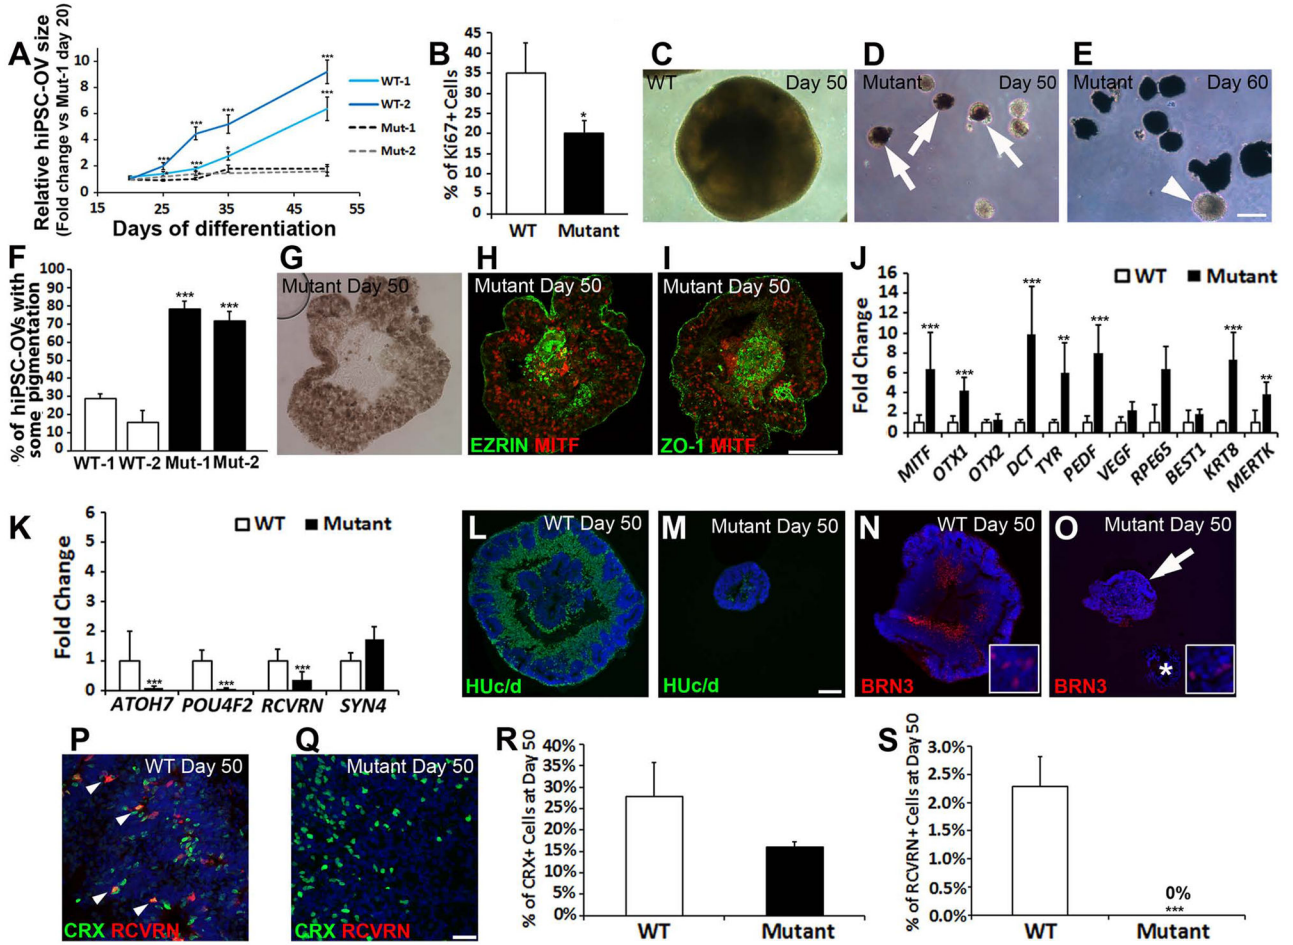 A
Relative hiPSC-OV size
(Fold change vs Mut-1 day 20)
10
8
6
4
2
0
15
25
35
45
55
Days of differentiation
***
***
***
***
***
***
*
WT-1
WT-2
Mut-1
Mut-2
B
% of Ki67+ Cells
45
40
35
30
25
20
15
10
5
0
*
WT
Mutant
C
WT
Day 50
D
Mutant
Day 50
E
Mutant
Day 60
F
% of hiPSC-OVs with
some pigmentation
100
90
80
70
60
50
40
30
20
10
0
***
***
WT-1
WT-2
Mut-1
Mut-2
G
Mutant Day 50
H
Mutant Day 50
EZRIN MITF
I
Mutant Day 50
ZO-1 MITF
J
Fold Change
16
14
12
10
8
6
4
2
0
WT
Mutant
***
***
***
**
***
***
**
MITF
OTX1
OTX2
DCT
TYR
PEDF
VEGF
RPE65
BEST1
KRT8
MERTK
K
Fold Change
6
5
4
3
2
1
0
WT
Mutant
***
***
***
ATOH7
POU4F2
RCVRN
SYN4
L
WT Day 50
HUc/d
M
Mutant Day 50
HUc/d
N
WT Day 50
BRN3
O
Mutant Day 50
BRN3
*
P
WT Day 50
CRX RCVRN
Q
Mutant Day 50
CRX RCVRN
R
% of CRX+ Cells at Day 50
40%
35%
30%
25%
20%
15%
10%
5%
0%
WT
Mutant
S
% of RCVRN+ Cells at Day 50
3.0%
2.5%
2.0%
1.5%
1.0%
0.5%
0.0%
0%
***
WT
Mutant